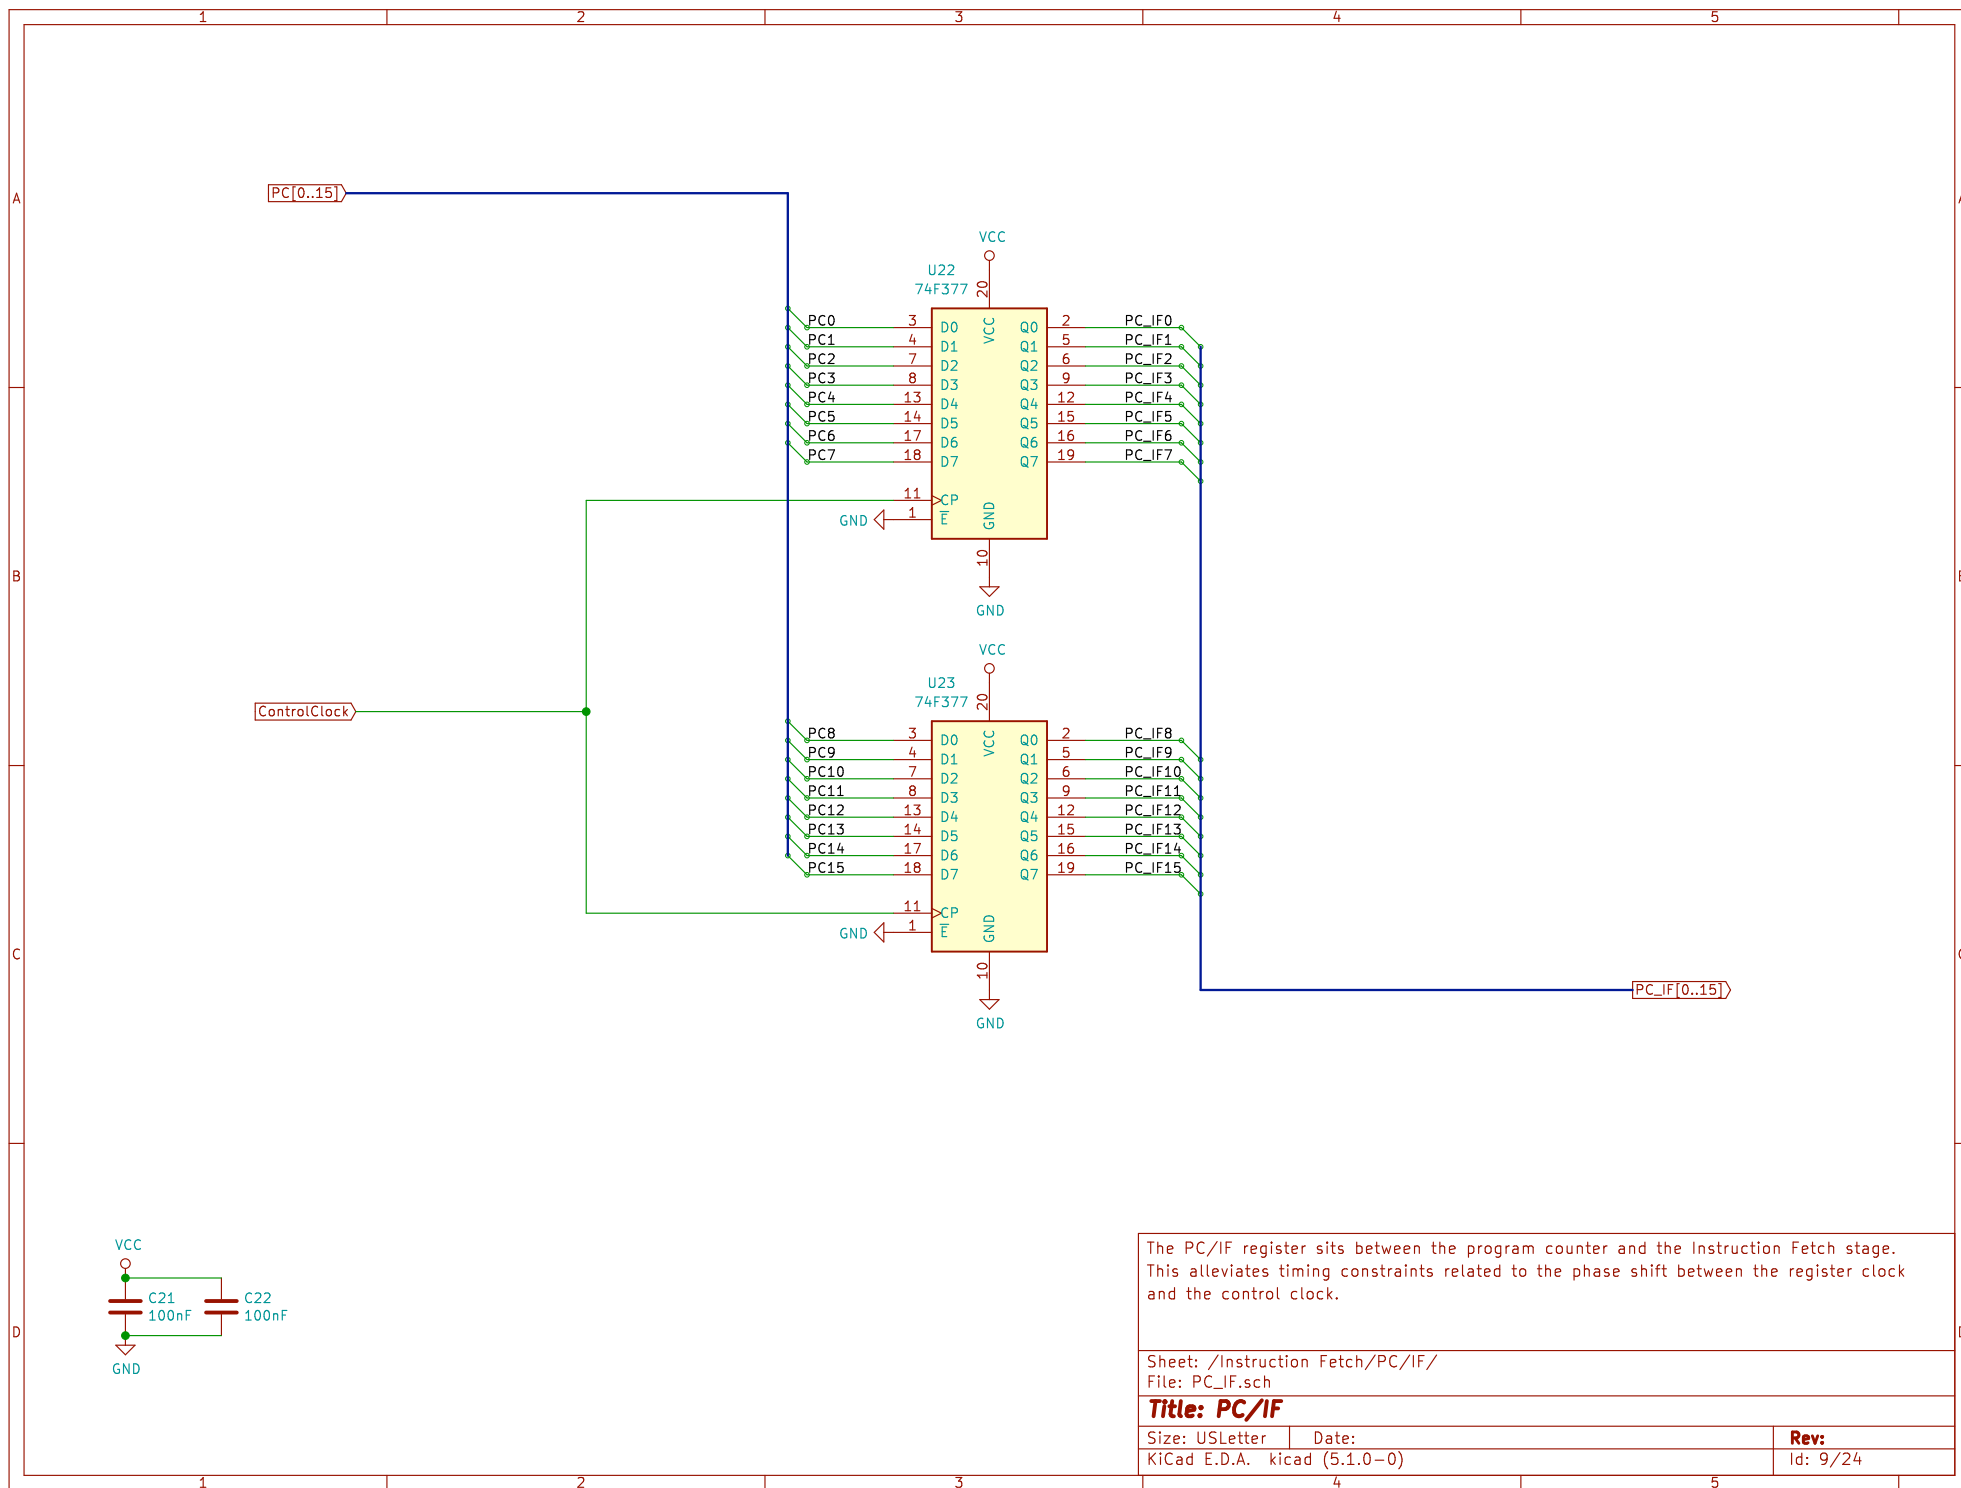 1 2 3 4 5
A
PC[0..15]
VCC
U22
74F377
20
VCC
PC0 3 D0 Q0 2 PC_IF0
PC1 4 D1 Q1 5 PC_IF1
PC2 7 D2 Q2 6 PC_IF2
PC3 8 D3 Q3 9 PC_IF3
PC4 13 D4 Q4 12 PC_IF4
PC5 14 D5 Q5 15 PC_IF5
PC6 17 D6 Q6 16 PC_IF6
PC7 18 D7 Q7 19 PC_IF7
11 CP
GND 1 E
GND
10
B
GND
VCC
U23
74F377
20
ControlClock
VCC
PC8 3 D0 Q0 2 PC_IF8
PC9 4 D1 Q1 5 PC_IF9
PC10 7 D2 Q2 6 PC_IF10
PC11 8 D3 Q3 9 PC_IF11
PC12 13 D4 Q4 12 PC_IF12
PC13 14 D5 Q5 15 PC_IF13
PC14 17 D6 Q6 16 PC_IF14
PC15 18 D7 Q7 19 PC_IF15
11 CP
GND 1 E
GND
C
10
PC_IF[0..15]
GND
VCC
C21
100nF
C22
100nF
GND
D
The PC/IF register sits between the program counter and the Instruction Fetch stage.
This alleviates timing constraints related to the phase shift between the register clock
and the control clock.
Sheet: /Instruction Fetch/PC/IF/
File: PC_IF.sch
Title: PC/IF
Size: USLetter Date: Rev:
KiCad E.D.A. kicad (5.1.0-0) Id: 9/24
1 2 3 4 5